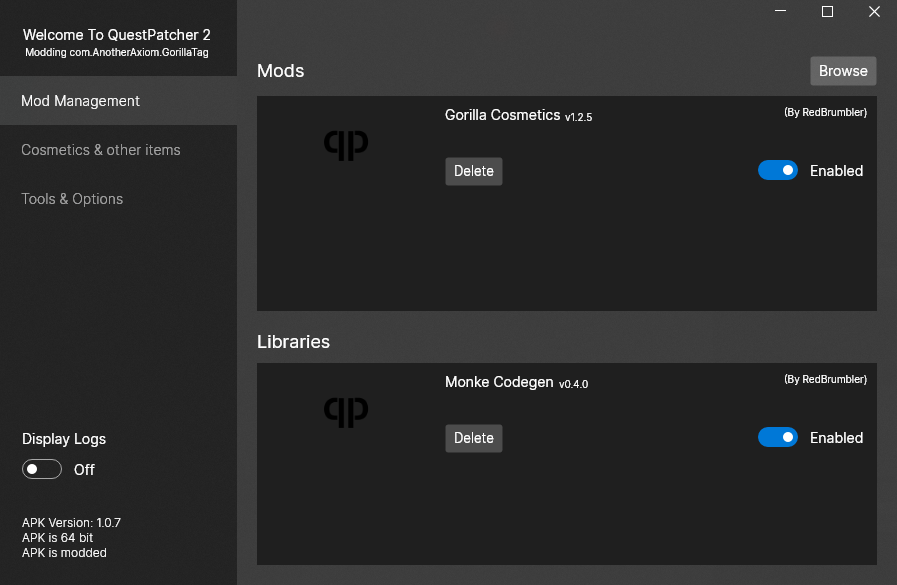 Welcome To QuestPatcher 2
Modding com.AnotherAxiom.GorillaTag
Mod Management
Cosmetics & other items
Tools & Options
Display Logs
Off
APK Version: 1.0.7
APK is 64 bit
APK is modded
Mods
Browse
Gorilla Cosmetics v1.2.5
(By RedBrumbler)
Delete
Enabled
Libraries
Monke Codegen v0.4.0
(By RedBrumbler)
Delete
Enabled